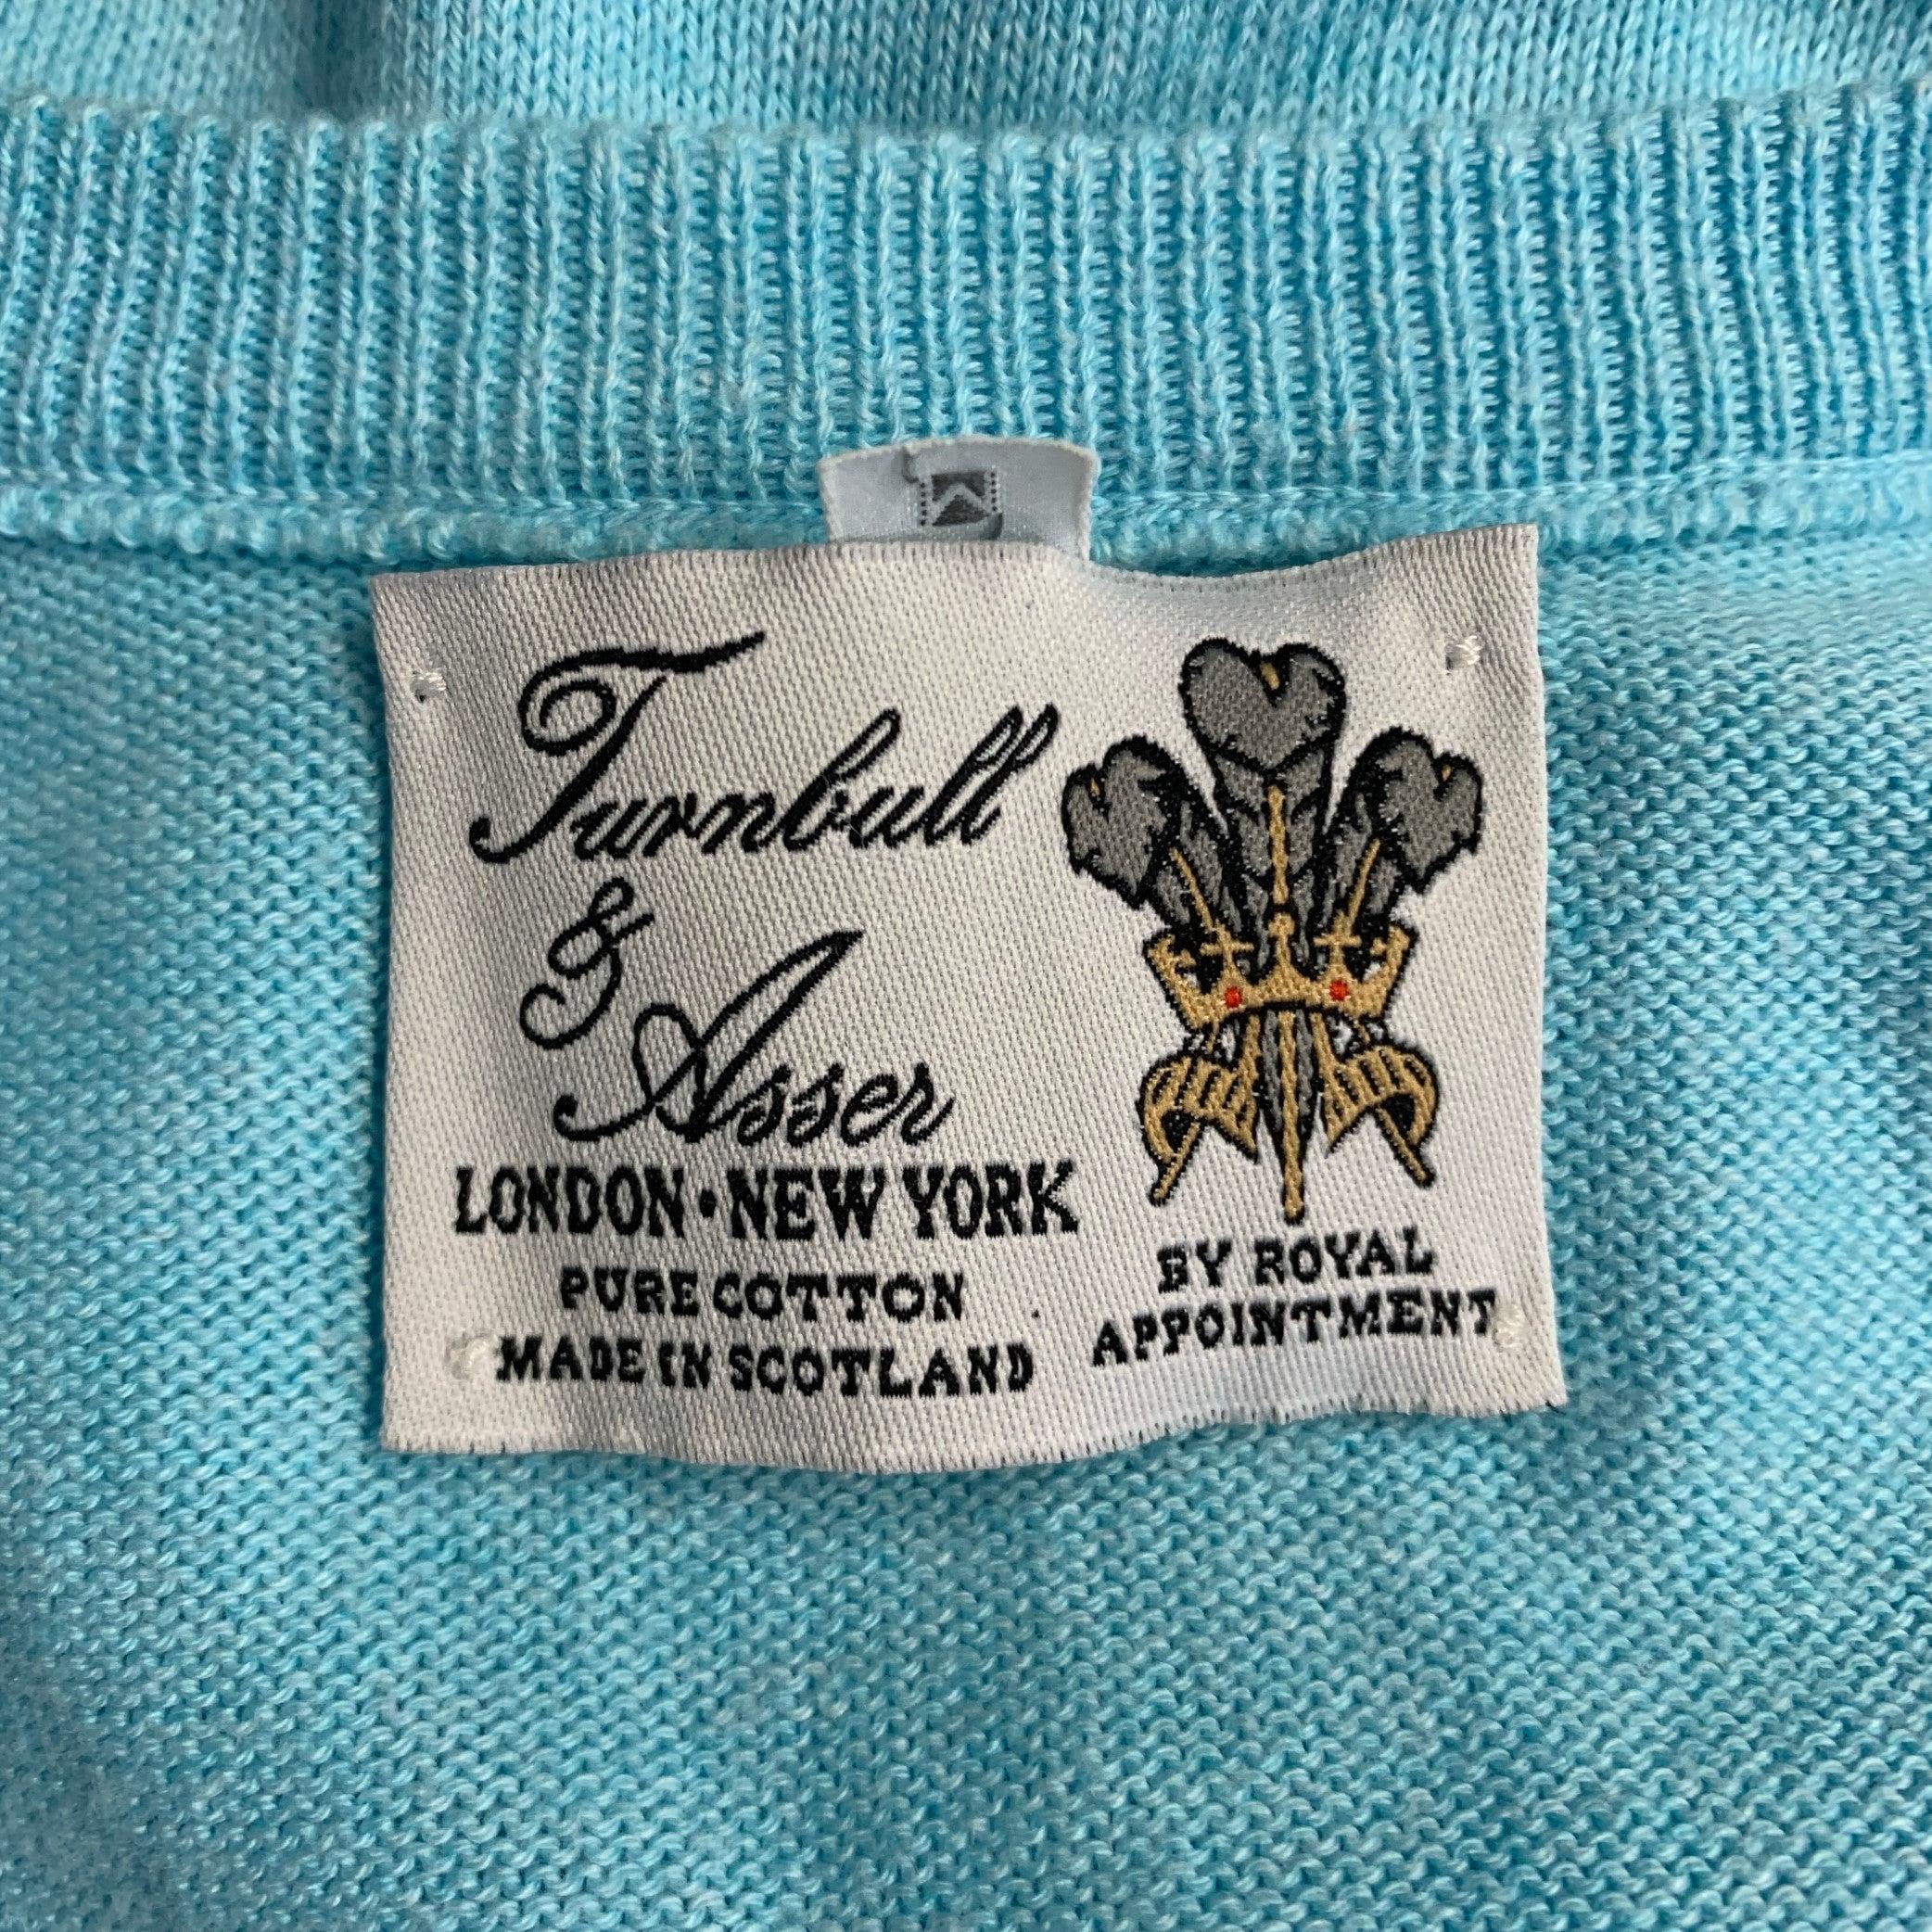 Turnbull
&
Asser
LONDON · NEW YORK
PURE COTTON
MADE IN SCOTLAND
BY ROYAL
APPOINTMENT